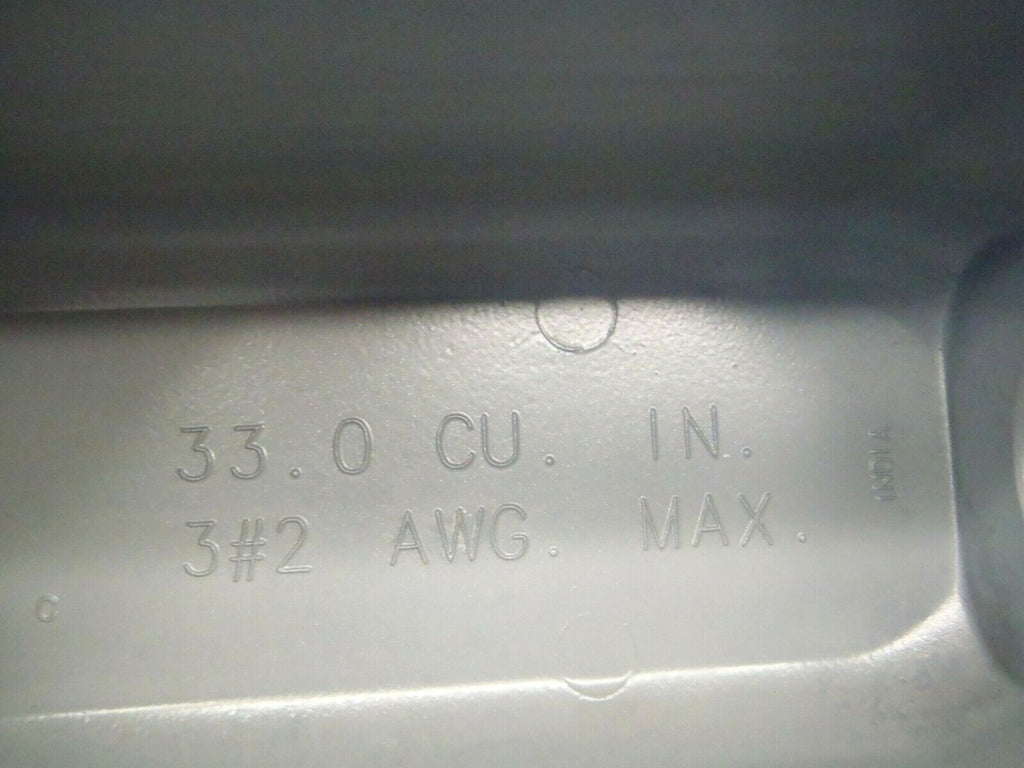 33.0 CU. IN.
3#2 AWG. MAX.
INDIA
C